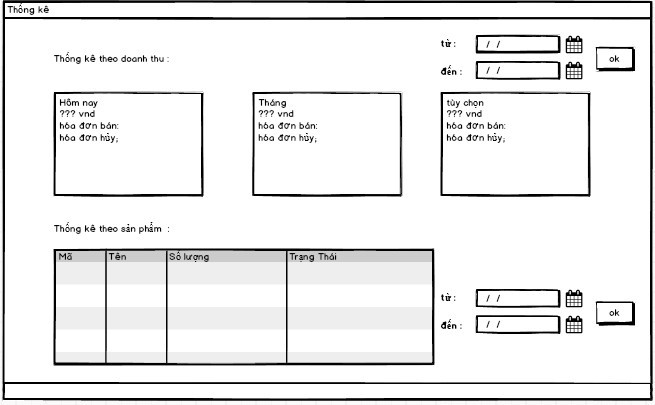 Thống kê
từ :
/ /
Thống kê theo doanh thu :
ok
đến :
/ /
Hôm nay
??? vnd
hóa đơn bán:
hóa đơn hủy;
Tháng
??? vnd
hóa đơn bán:
hóa đơn hủy;
tùy chọn
??? vnd
hóa đơn bán:
hóa đơn hủy;
Thống kê theo sản phẩm :
Mã Tên Số lượng Trạng Thái
từ :
/ /
ok
đến :
/ /